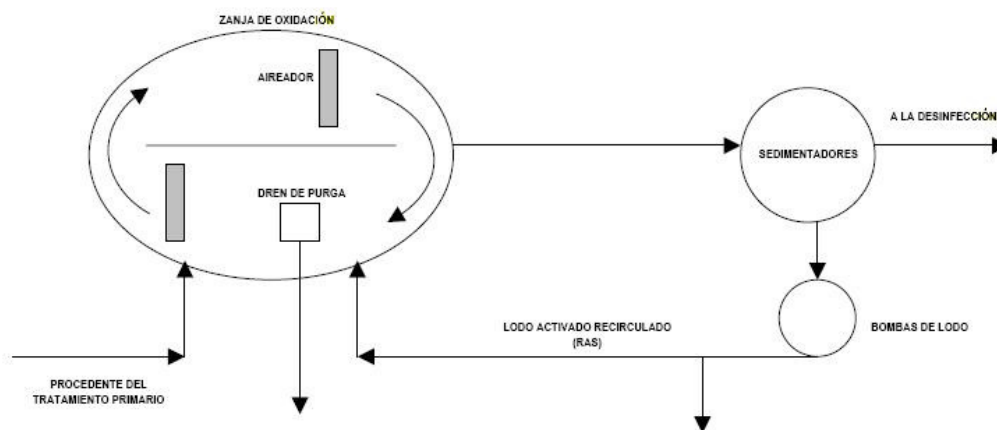 ZANJA DE OXIDACIÓN
AIREADOR
A LA DESINFECCIÓN
SEDIMENTADORES
DREN DE PURGA
LODO ACTIVADO RECIRCULADO
(RAS)
BOMBAS DE LODO
PROCEDENTE DEL
TRATAMIENTO PRIMARIO